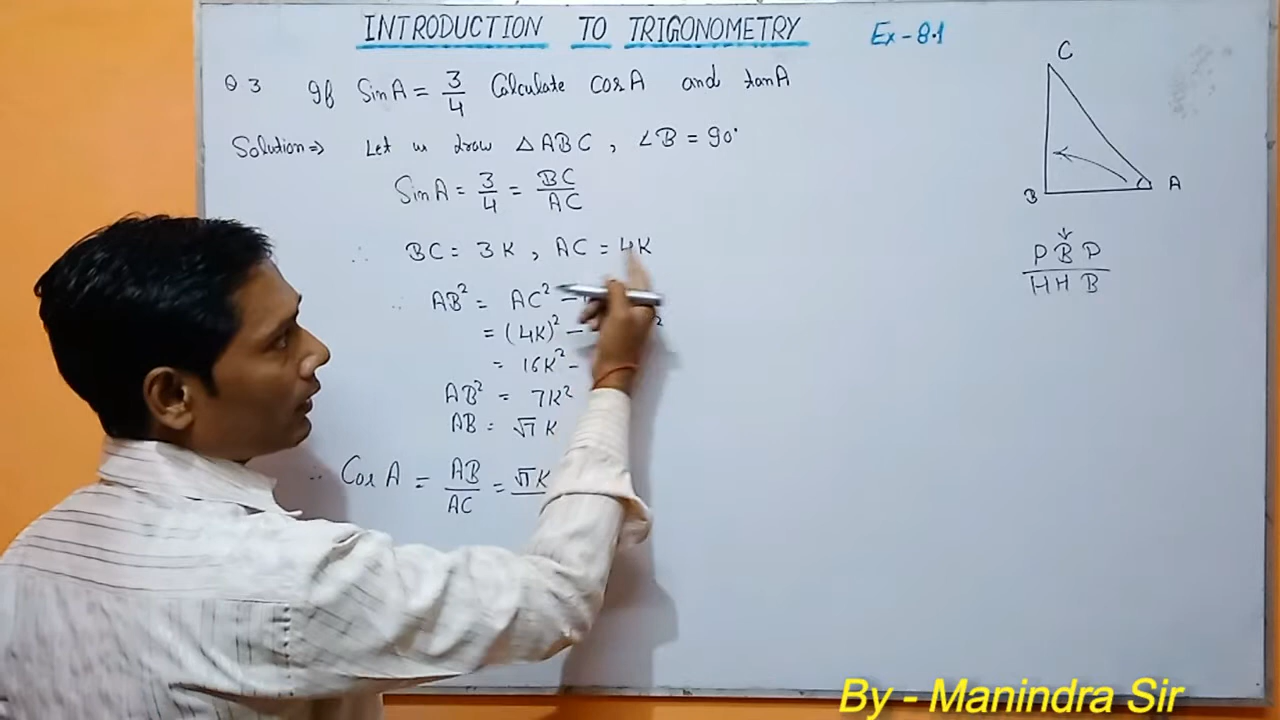 INTRODUCTION TO TRIGONOMETRY Ex-8.1
Q 3 If Sin A = 3/4 Calculate cos A and tan A
Solution ⇒ Let us draw △ABC, ∠B = 90°
Sin A = 3/4 = BC/AC
∴ BC = 3K, AC = 4K
∴ AB² = AC² -
= (4K)² - ²
= 16K² -
AB² = 7K²
AB = √7 K
∴ Cos A = AB/AC = √7K
C
B
A
P B P
H H B
By - Manindra Sir